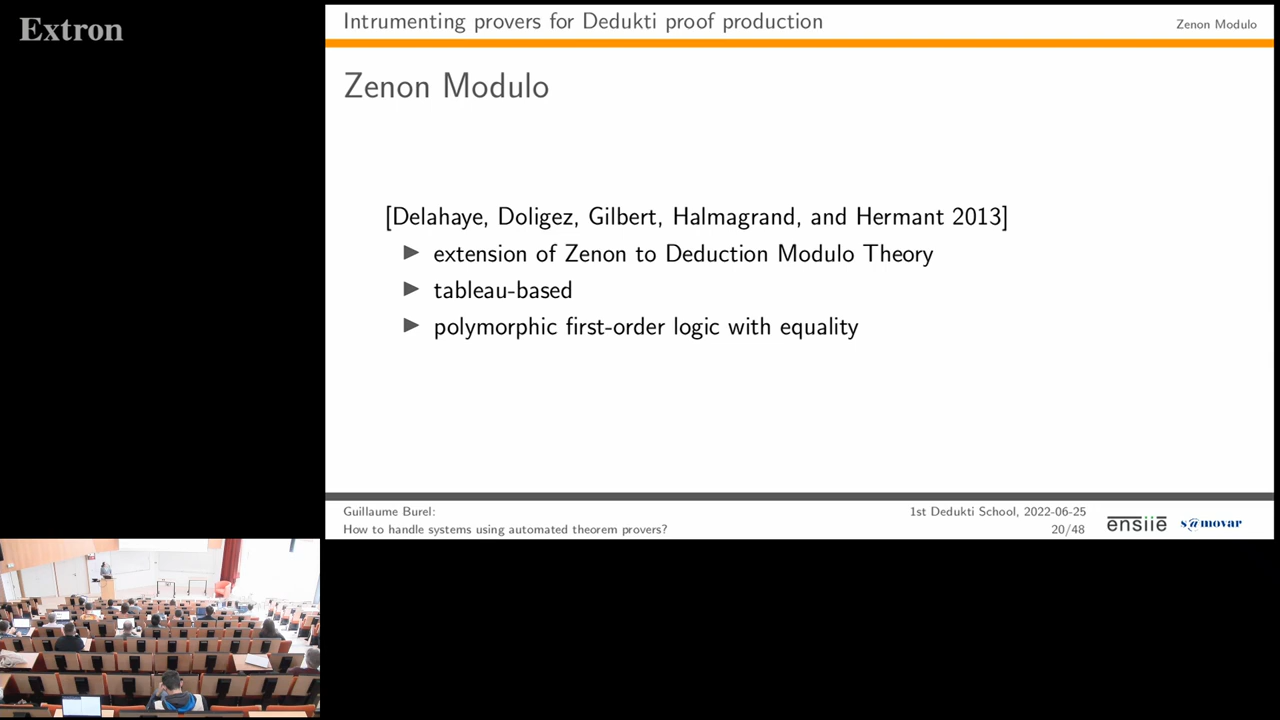 Extron
Intrumenting provers for Dedukti proof production
Zenon Modulo
Zenon Modulo
[Delahaye, Doligez, Gilbert, Halmagrand, and Hermant 2013]
▶ extension of Zenon to Deduction Modulo Theory
▶ tableau-based
▶ polymorphic first-order logic with equality
Guillaume Burel:
How to handle systems using automated theorem provers?
1st Dedukti School, 2022-06-25
20/48
ensiie
s@movar